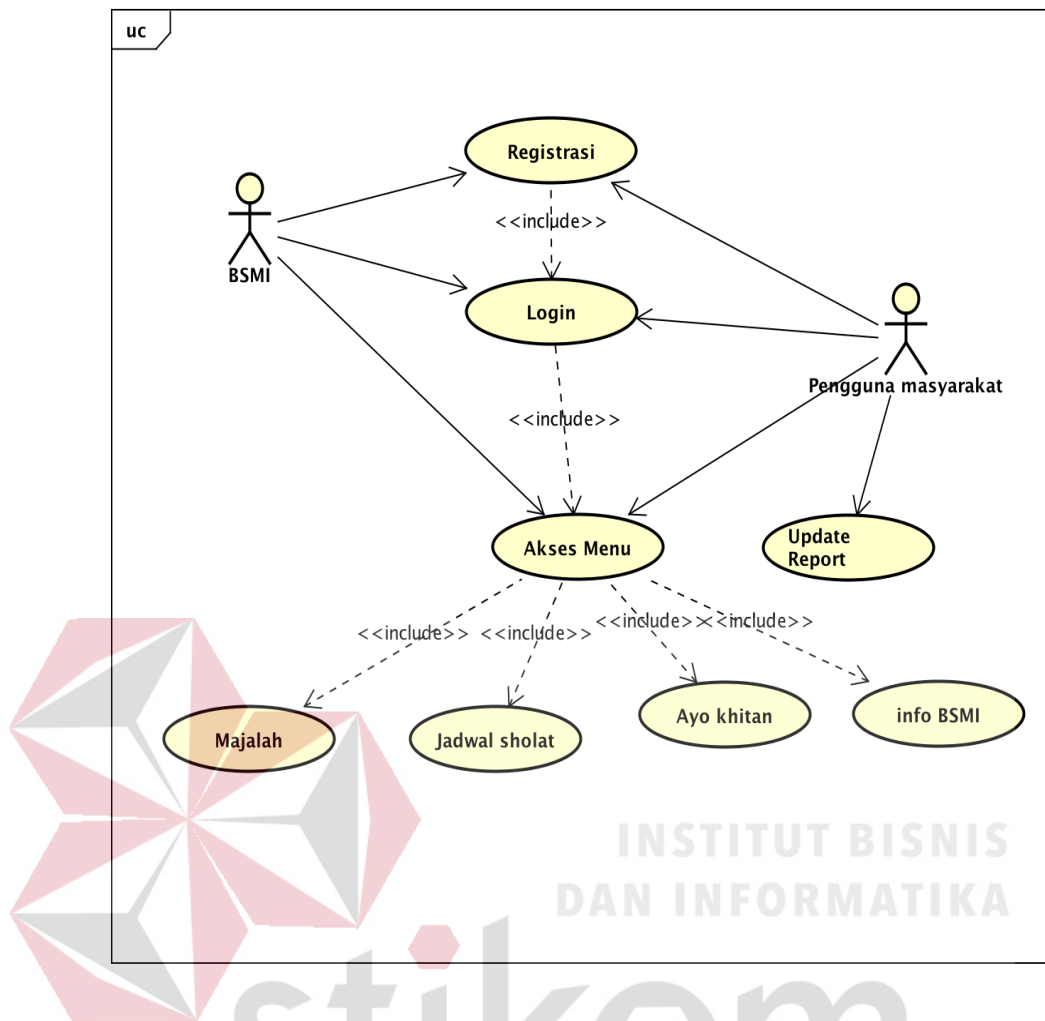 uc
Registrasi
<<include>>
BSMI
Login
Pengguna masyarakat
<<include>>
Akses Menu
Update
Report
<<include>>
<<include>>
<<include>>
<<include>>
Majalah
Jadwal sholat
Ayo khitan
info BSMI
INSTITUT BISNIS
DAN INFORMATIKA
stikom